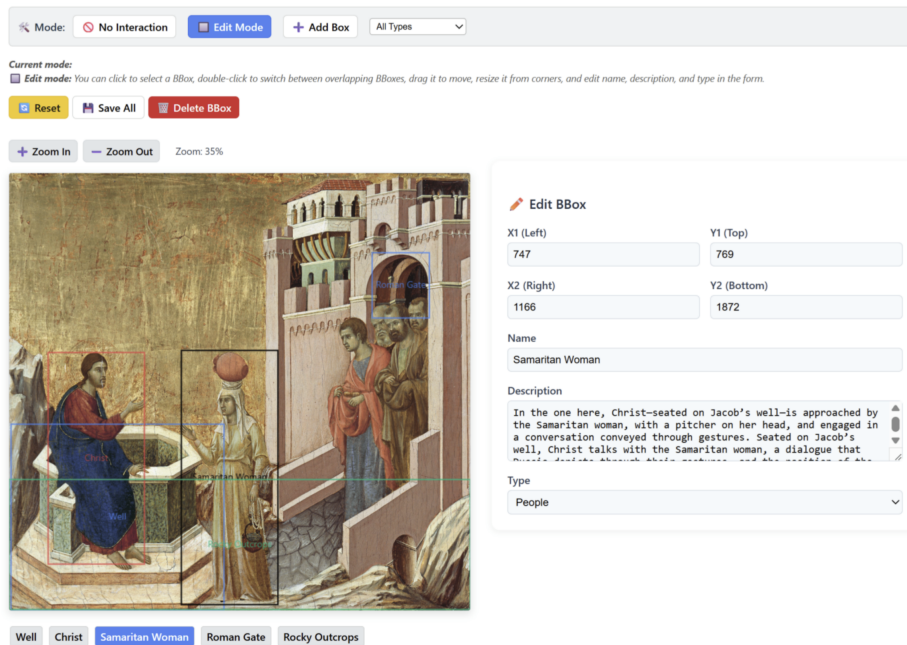 Mode: No Interaction Edit Mode Add Box All Types
Current mode:
Edit mode: You can click to select a BBox, double-click to switch between overlapping BBoxes, drag it to move, resize it from corners, and edit name, description, and type in the form.
Reset Save All Delete BBox
Zoom In Zoom Out Zoom: 35%
Roman Gate
Christ
Samaritan Woman
Well
Edit BBox
X1 (Left) Y1 (Top)
747 769
X2 (Right) Y2 (Bottom)
1166 1872
Name
Samaritan Woman
Description
In the one here, Christ—seated on Jacob's well—is approached by
the Samaritan woman, with a pitcher on her head, and engaged in
a conversation conveyed through gestures. Seated on Jacob's
well, Christ talks with the Samaritan woman, a dialogue that
Type
People
Well Christ Samaritan Woman Roman Gate Rocky Outcrops